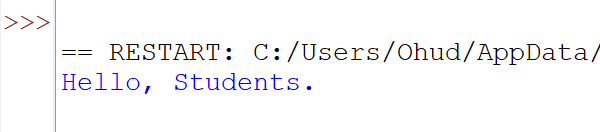 >>>
== RESTART: C:/Users/Ohud/AppData/
Hello, Students.